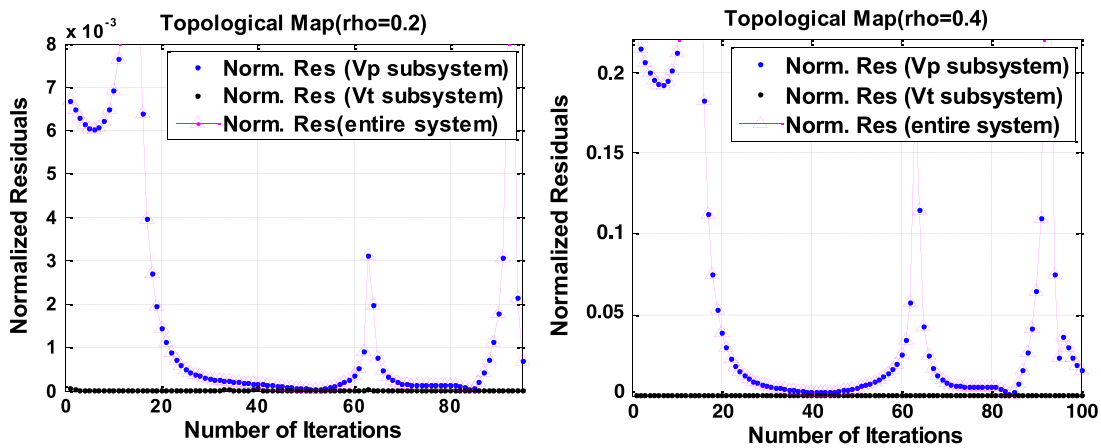 Topological Map(rho=0.2)
x 10⁻³
8
7
6
5
4
3
2
1
0
Normalized Residuals
Norm. Res (Vp subsystem)
Norm. Res (Vt subsystem)
Norm. Res(entire system)
0 20 40 60 80
Number of Iterations
Topological Map(rho=0.4)
0.2
0.15
0.1
0.05
0
Normalized Residuals
Norm. Res (Vp subsystem)
Norm. Res (Vt subsystem)
Norm. Res (entire system)
0 20 40 60 80 100
Number of Iterations